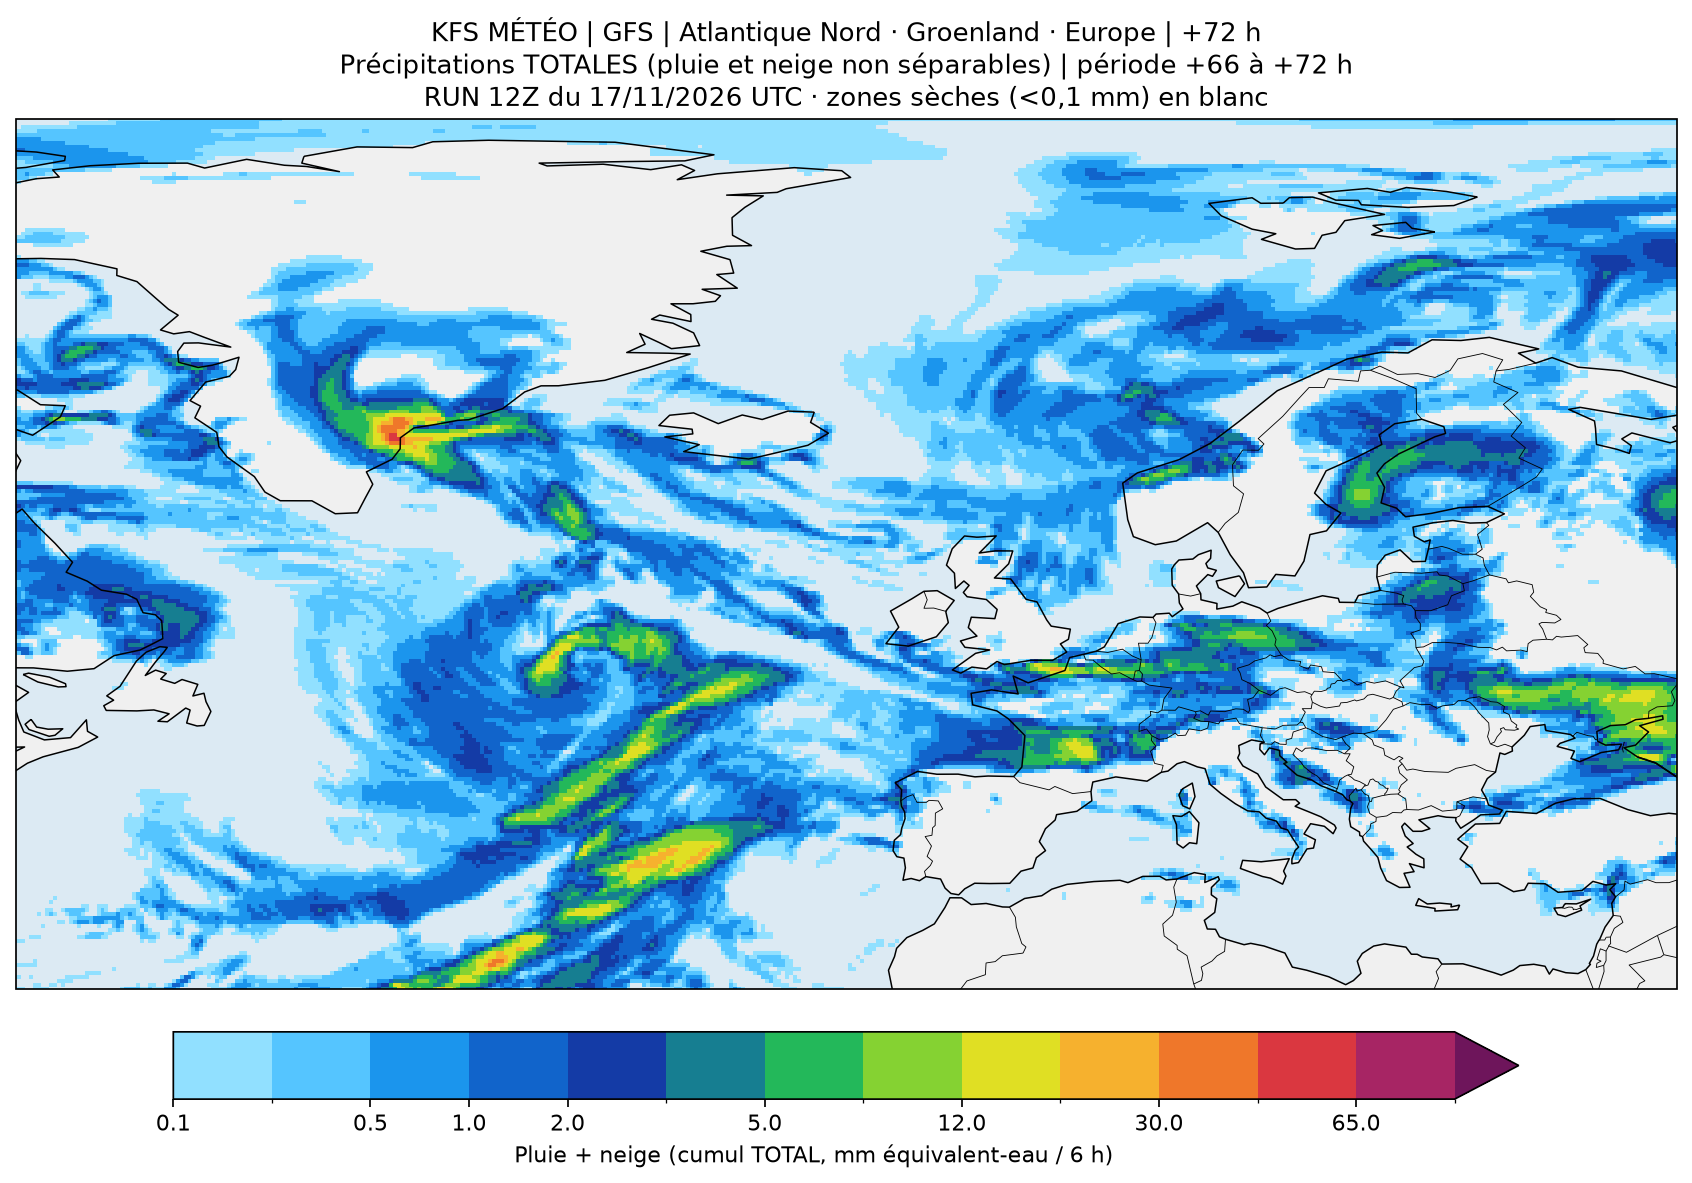 KFS MÉTÉO | GFS | Atlantique Nord · Groenland · Europe | +72 h
Précipitations TOTALES (pluie et neige non séparables) | période +66 à +72 h
RUN 12Z du 17/11/2026 UTC · zones sèches (<0,1 mm) en blanc
0.1 0.5 1.0 2.0 5.0 12.0 30.0 65.0
Pluie + neige (cumul TOTAL, mm équivalent-eau / 6 h)